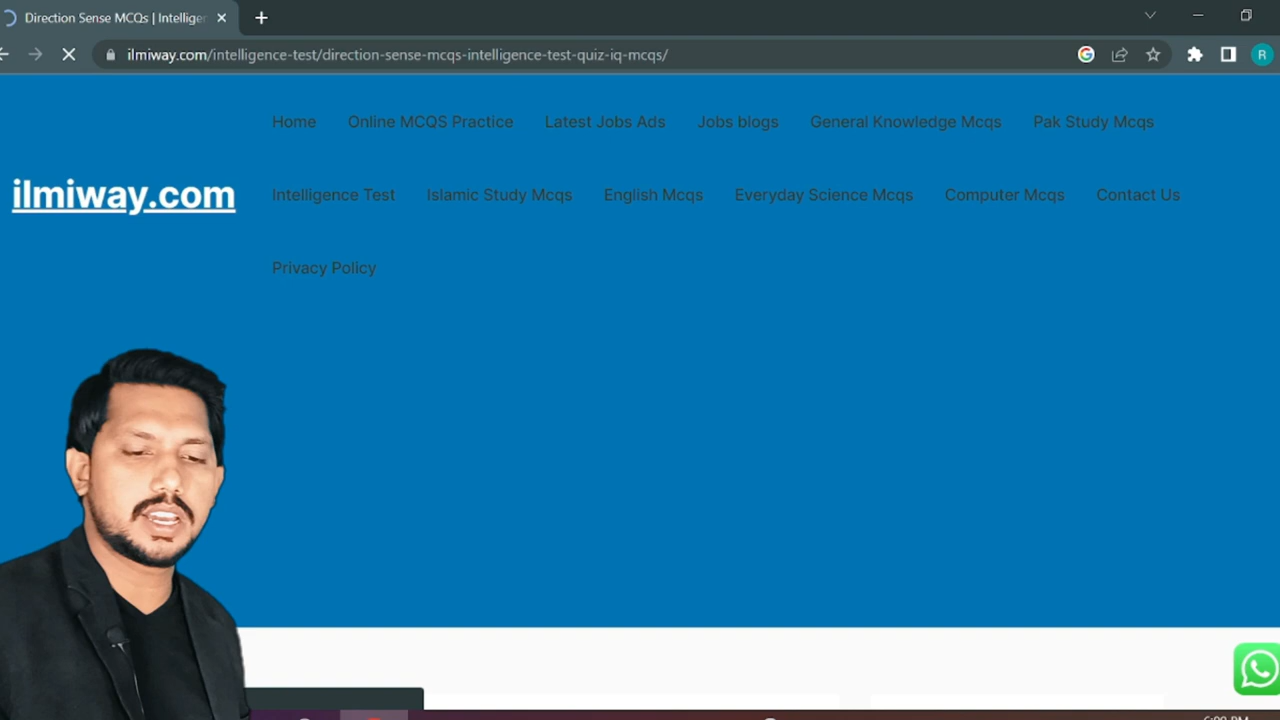 Direction Sense MCQs | Intelliger
ilmiway.com/intelligence-test/direction-sense-mcqs-intelligence-test-quiz-iq-mcqs/
R
Home Online MCQS Practice Latest Jobs Ads Jobs blogs General Knowledge Mcqs Pak Study Mcqs
ilmiway.com
Intelligence Test Islamic Study Mcqs English Mcqs Everyday Science Mcqs Computer Mcqs Contact Us
Privacy Policy